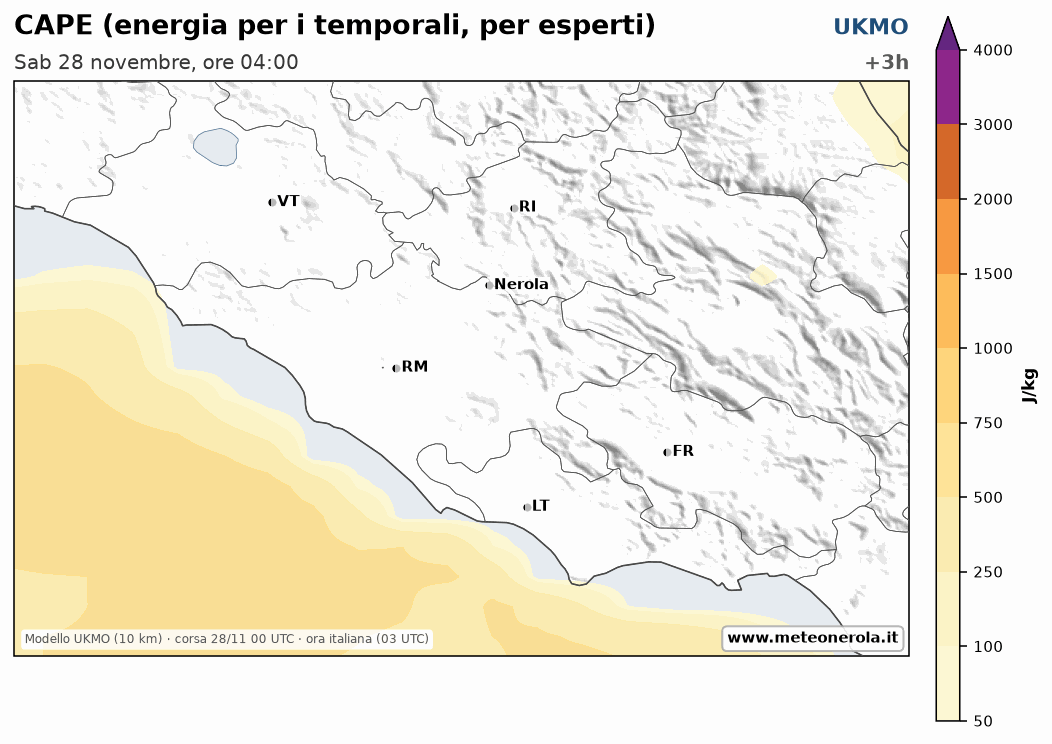 CAPE (energia per i temporali, per esperti)
UKMO
Sab 28 novembre, ore 04:00
+3h
VT
RI
Nerola
RM
FR
LT
Modello UKMO (10 km) · corsa 28/11 00 UTC · ora italiana (03 UTC)
www.meteonerola.it
4000
3000
2000
1500
1000
750
500
250
100
50
J/kg